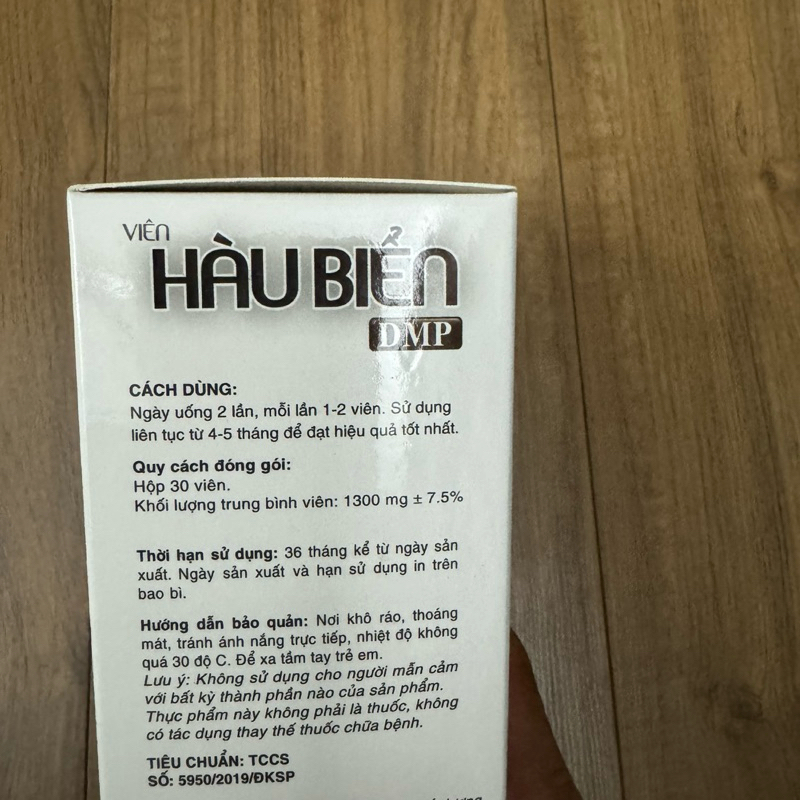 VIÊN
HÀU BIỂN
DMP
CÁCH DÙNG:
Ngày uống 2 lần, mỗi lần 1-2 viên. Sử dụng
liên tục từ 4-5 tháng để đạt hiệu quả tốt nhất.
Quy cách đóng gói:
Hộp 30 viên.
Khối lượng trung bình viên: 1300 mg ± 7.5%
Thời hạn sử dụng: 36 tháng kể từ ngày sản
xuất. Ngày sản xuất và hạn sử dụng in trên
bao bì.
Hướng dẫn bảo quản: Nơi khô ráo, thoáng
mát, tránh ánh nắng trực tiếp, nhiệt độ không
quá 30 độ C. Để xa tầm tay trẻ em.
Lưu ý: Không sử dụng cho người mẫn cảm
với bất kỳ thành phần nào của sản phẩm.
Thực phẩm này không phải là thuốc, không
có tác dụng thay thế thuốc chữa bệnh.
TIÊU CHUẨN: TCCS
SỐ: 5950/2019/ĐKSP